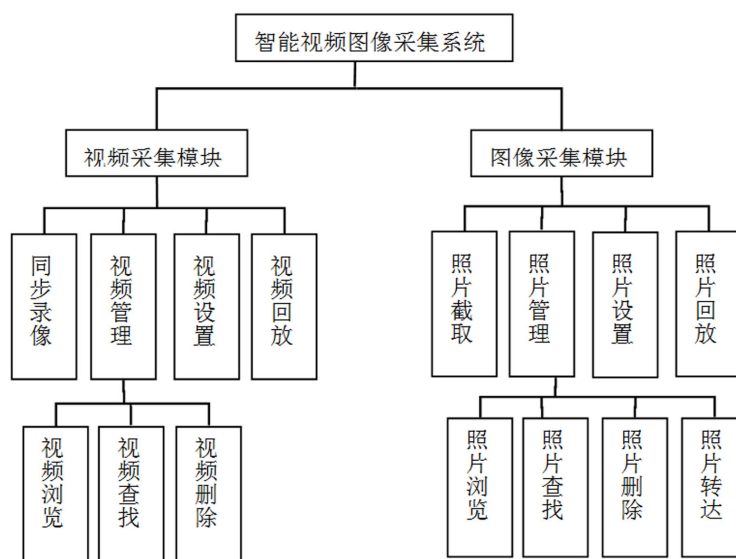 智能视频图像采集系统
视频采集模块
图像采集模块
同步录像
视频管理
视频设置
视频回放
照片截取
照片管理
照片设置
照片回放
视频浏览
视频查找
视频删除
照片浏览
照片查找
照片删除
照片转达